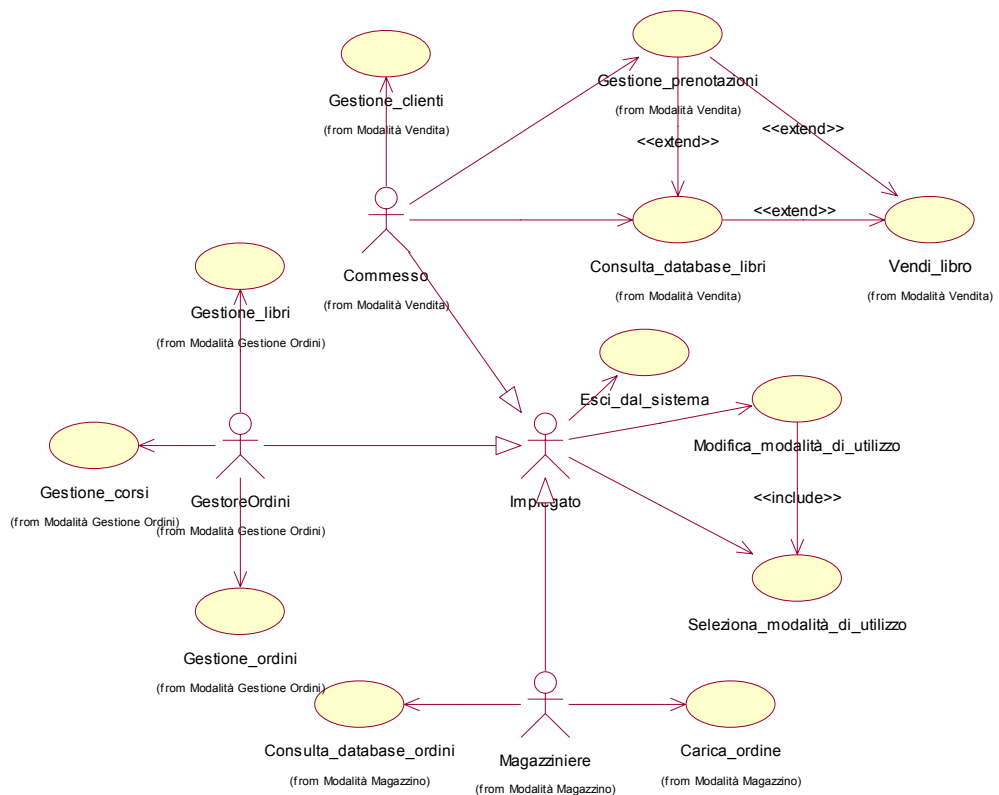 Gestione_clienti
(from Modalità Vendita)
Gestione_prenotazioni
(from Modalità Vendita)
<<extend>>
<<extend>>
Commesso
(from Modalità Vendita)
Consulta_database_libri
(from Modalità Vendita)
<<extend>>
Vendi_libro
(from Modalità Vendita)
Gestione_libri
(from Modalità Gestione Ordini)
Esci_dal_sistema
Modifica_modalità_di_utilizzo
Gestione_corsi
(from Modalità Gestione Ordini)
GestoreOrdini
(from Modalità Gestione Ordini)
Impiegato
<<include>>
Seleziona_modalità_di_utilizzo
Gestione_ordini
(from Modalità Gestione Ordini)
Consulta_database_ordini
(from Modalità Magazzino)
Magazziniere
(from Modalità Magazzino)
Carica_ordine
(from Modalità Magazzino)